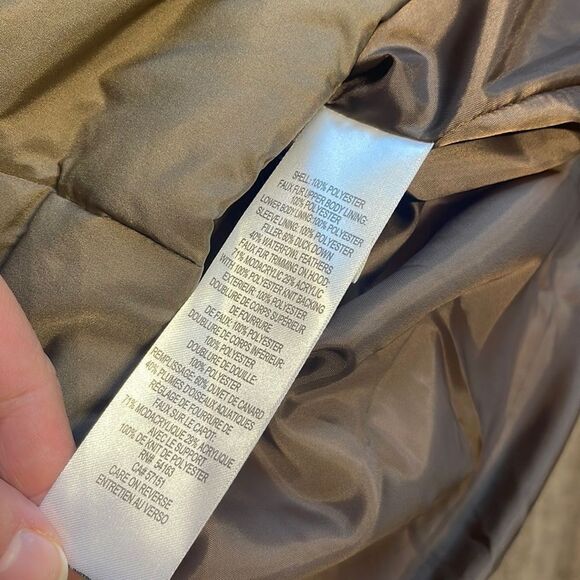 SHELL: 100% POLYESTER
FAUX FUR UPPER BODY LINING:
100% POLYESTER
LOWER BODY LINING: 100% POLYESTER
SLEEVE LINING: 100% POLYESTER
FILLER: 60% DUCK DOWN
40% WATERFOWL FEATHERS
FAUX FUR TRIMMING ON HOOD-
71% MODACRYLIC 29% ACRYLIC
WITH 100% POLYESTER KNIT BACKING
EXTERIEUR: 100% POLYESTER
DOUBLURE DE CORPS SUPÉRIEUR
DE FOURRURE
DE FAUX: 100% POLYESTER
DOUBLURE DE CORPS INFERIEUR:
100% POLYESTER
DOUBLURE DE DOUILLE:
100% POLYESTER
REMPLISSAGE: 60% DUVET DE CANARD
40% PLUMES D'OISEAUX AQUATIQUES
RÉGLAGE DE FOURRURE DE
FAUX SUR LE CAPOT:
71% MODACRYLIQUE 29% ACRYLIQUE
AVEC LE SUPPORT
100% DE KNIT DE POLYESTER
RN# 54163
CA# 57151
CARE ON REVERSE
ENTRETIEN AU VERSO